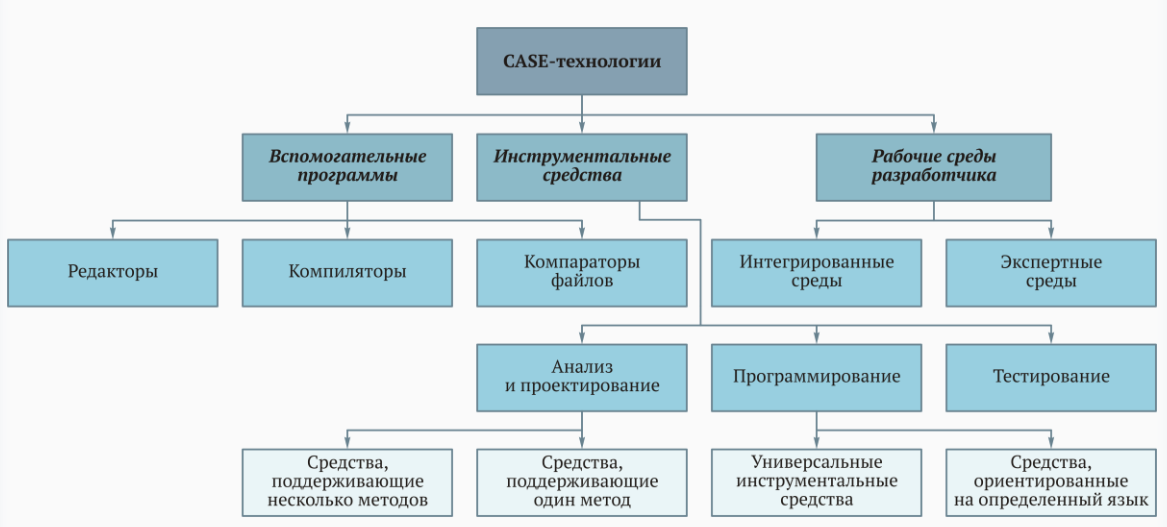 CASE-технологии
Вспомогательные
программы
Инструментальные
средства
Рабочие среды
разработчика
Редакторы
Компиляторы
Компараторы
файлов
Интегрированные
среды
Экспертные
среды
Анализ
и проектирование
Программирование
Тестирование
Средства,
поддерживающие
несколько методов
Средства,
поддерживающие
один метод
Универсальные
инструментальные
средства
Средства,
ориентированные
на определенный язык